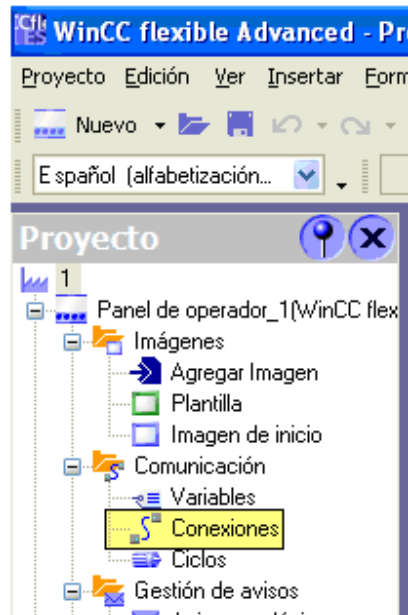 WinCC flexible Advanced - Pr
Proyecto Edición Ver Insertar Form
Nuevo
Español (alfabetización...
Proyecto
1
Panel de operador_1(WinCC flex
Imágenes
Agregar Imagen
Plantilla
Imagen de inicio
Comunicación
Variables
Conexiones
Ciclos
Gestión de avisos